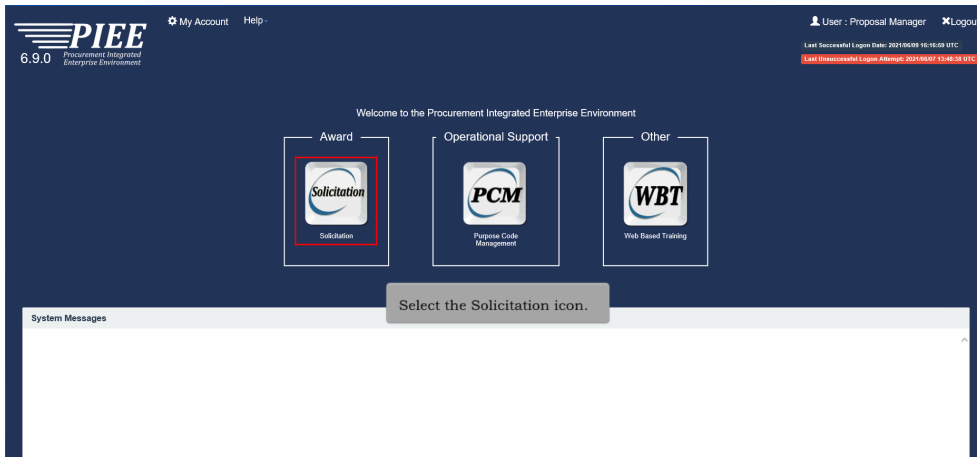 PIEE
Procurement Integrated
Enterprise Environment
6.9.0
My Account Help
User : Proposal Manager Logou
Last Successful Logon Date: 2021/06/09 16:16:59 UTC
Last Unsuccessful Logon Attempt: 2021/06/07 13:48:38 UTC
Welcome to the Procurement Integrated Enterprise Environment
Award
Solicitation
Solicitation
Operational Support
PCM
Purpose Code
Management
Other
WBT
Web Based Training
Select the Solicitation icon.
System Messages